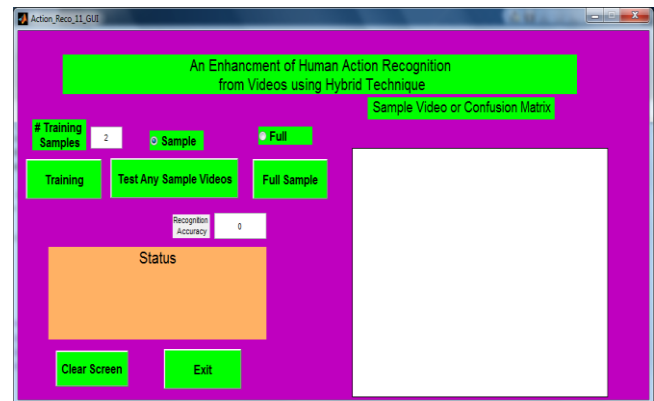 Action_Reco_11_GUI
An Enhancment of Human Action Recognition
from Videos using Hybrid Technique
Sample Video or Confusion Matrix
# Training
Samples
2
Sample
Full
Training
Test Any Sample Videos
Full Sample
Recognition
Accuracy
0
Status
Clear Screen
Exit